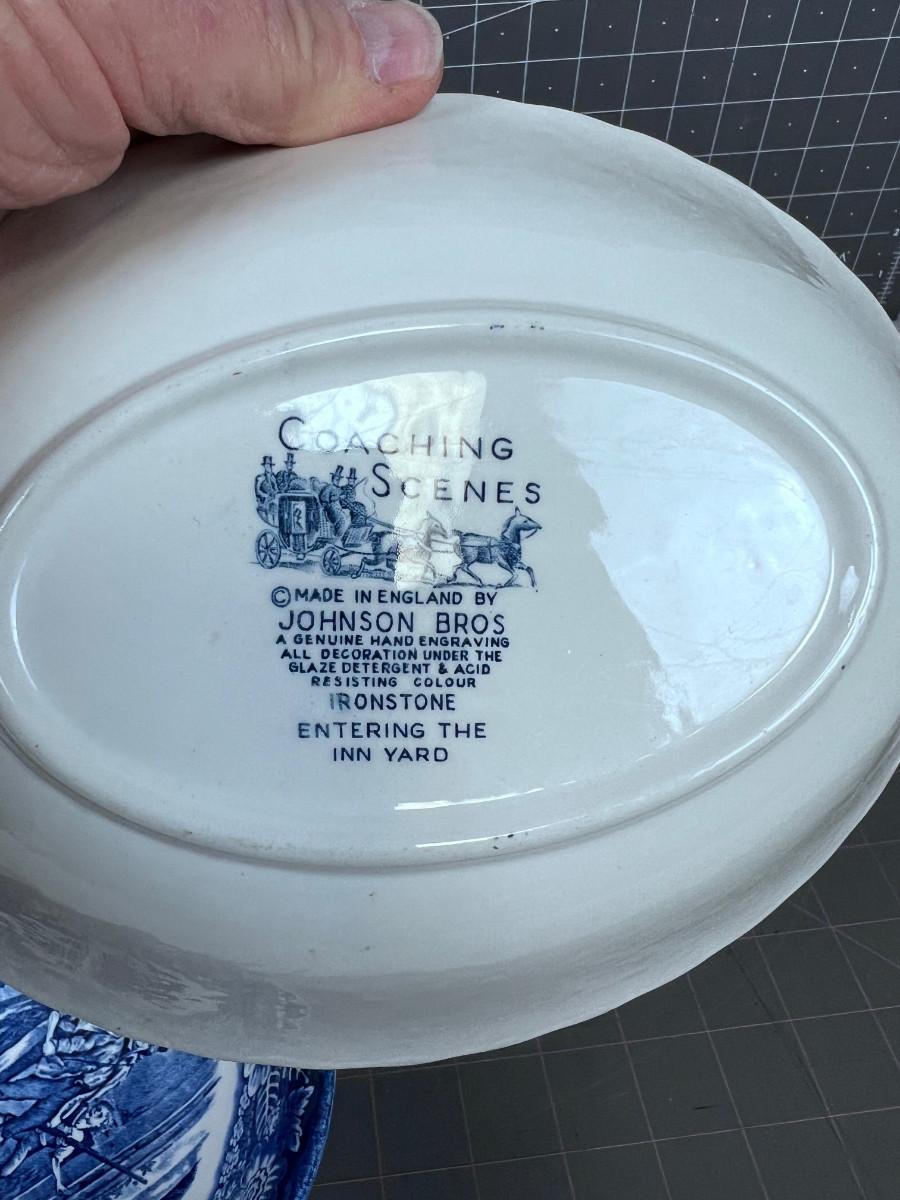 COACHING
SCENES
©MADE IN ENGLAND BY
JOHNSON BROS
A GENUINE HAND ENGRAVING
ALL DECORATION UNDER THE
GLAZE DETERGENT & ACID
RESISTING COLOUR
IRONSTONE
ENTERING THE
INN YARD